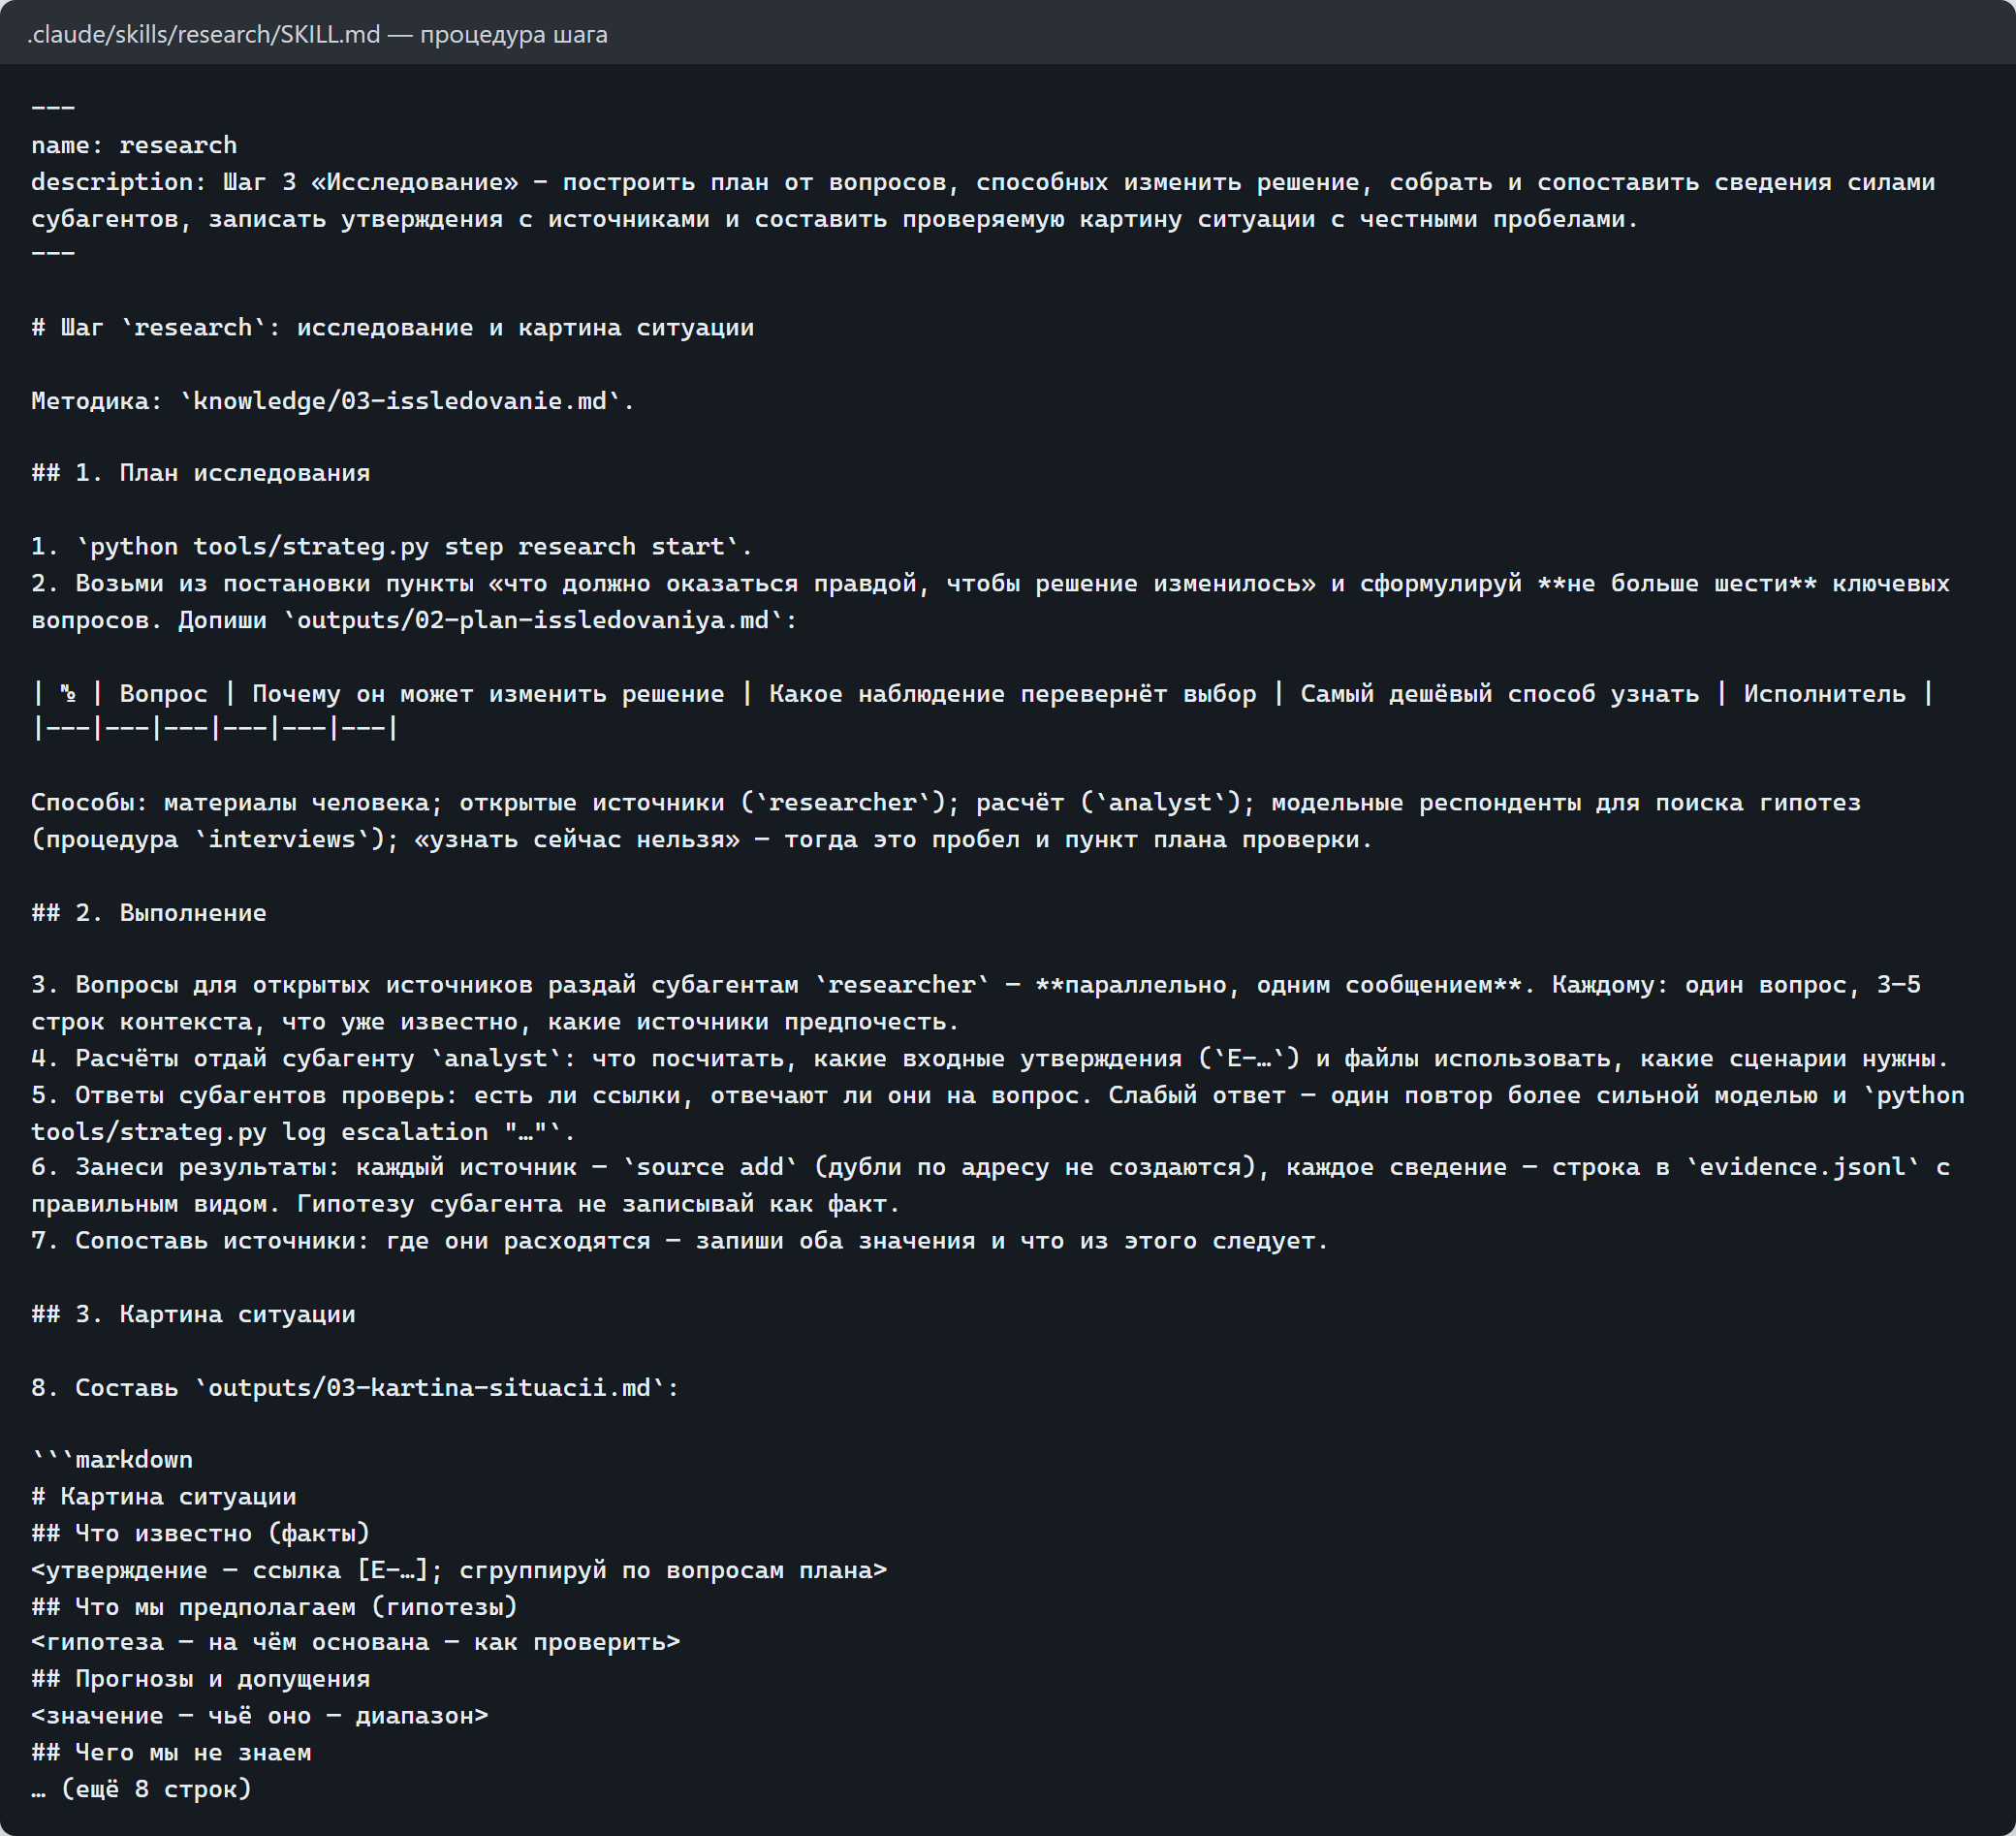 .claude/skills/research/SKILL.md — процедура шага
---
name: research
description: Шаг 3 «Исследование» — построить план от вопросов, способных изменить решение, собрать и сопоставить сведения силами
субагентов, записать утверждения с источниками и составить проверяемую картину ситуации с честными пробелами.
---
# Шаг `research`: исследование и картина ситуации
Методика: `knowledge/03-issledovanie.md`.
## 1. План исследования
1. `python tools/strateg.py step research start`.
2. Возьми из постановки пункты «что должно оказаться правдой, чтобы решение изменилось» и сформулируй **не больше шести** ключевых
вопросов. Допиши `outputs/02-plan-issledovaniya.md`:
| № | Вопрос | Почему он может изменить решение | Какое наблюдение перевернёт выбор | Самый дешёвый способ узнать | Исполнитель |
|---|---|---|---|---|---|
Способы: материалы человека; открытые источники (`researcher`); расчёт (`analyst`); модельные респонденты для поиска гипотез
(процедура `interviews`); «узнать сейчас нельзя» — тогда это пробел и пункт плана проверки.
## 2. Выполнение
3. Вопросы для открытых источников раздай субагентам `researcher` — **параллельно, одним сообщением**. Каждому: один вопрос, 3–5
строк контекста, что уже известно, какие источники предпочесть.
4. Расчёты отдай субагенту `analyst`: что посчитать, какие входные утверждения (`E-…`) и файлы использовать, какие сценарии нужны.
5. Ответы субагентов проверь: есть ли ссылки, отвечают ли они на вопрос. Слабый ответ — один повтор более сильной моделью и `python
tools/strateg.py log escalation "…"`.
6. Занеси результаты: каждый источник — `source add` (дубли по адресу не создаются), каждое сведение — строка в `evidence.jsonl` с
правильным видом. Гипотезу субагента не записывай как факт.
7. Сопоставь источники: где они расходятся — запиши оба значения и что из этого следует.
## 3. Картина ситуации
8. Составь `outputs/03-kartina-situacii.md`:
```markdown
# Картина ситуации
## Что известно (факты)
<утверждение — ссылка [E-…]; сгруппируй по вопросам плана>
## Что мы предполагаем (гипотезы)
<гипотеза — на чём основана — как проверить>
## Прогнозы и допущения
<значение — чьё оно — диапазон>
## Чего мы не знаем
… (ещё 8 строк)